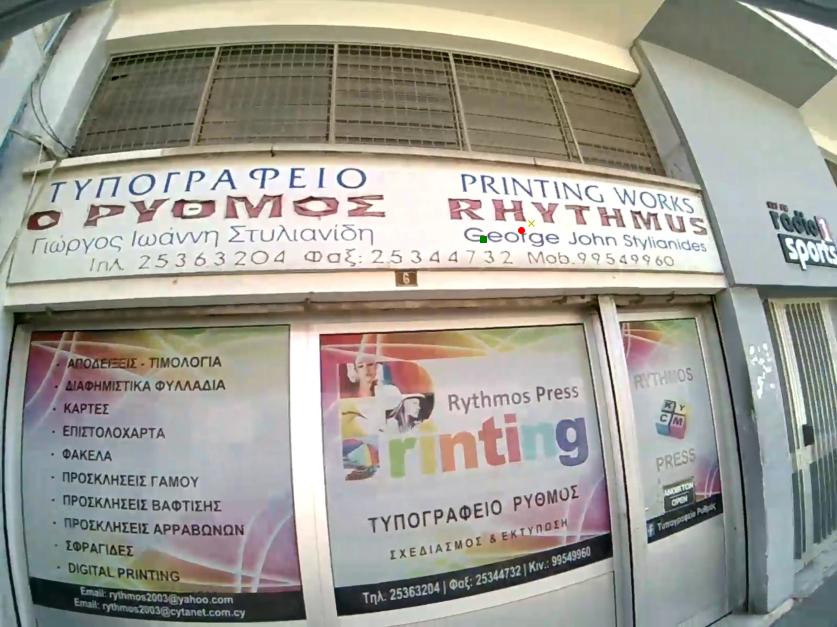 ΤΥΠΟΓΡΑΦΕΙΟ
Ο ΡΥΘΜΟΣ
Γιώργος Ιωάννη Στυλιανίδη
PRINTING WORKS
RHYTHMUS
George John Stylianides
Τηλ. 25363204 Φαξ: 25344732 Mob.99549960
6
radio
sports
· ΑΠΟΔΕΙΞΕΙΣ - ΤΙΜΟΛΟΓΙΑ
· ΔΙΑΦΗΜΙΣΤΙΚΑ ΦΥΛΛΑΔΙΑ
· ΚΑΡΤΕΣ
· ΕΠΙΣΤΟΛΟΧΑΡΤΑ
· ΦΑΚΕΛΑ
· ΠΡΟΣΚΛΗΣΕΙΣ ΓΑΜΟΥ
· ΠΡΟΣΚΛΗΣΕΙΣ ΒΑΦΤΙΣΗΣ
· ΠΡΟΣΚΛΗΣΕΙΣ ΑΡΡΑΒΩΝΩΝ
· ΣΦΡΑΓΙΔΕΣ
· DIGITAL PRINTING
Email: rythmos2003@yahoo.com
Email: rythmos2003@cytanet.com.cy
Rythmos Press
Printing
ΤΥΠΟΓΡΑΦΕΙΟ ΡΥΘΜΟΣ
ΣΧΕΔΙΑΣΜΟΣ & ΕΚΤΥΠΩΣΗ
Τηλ: 25363204 | Φαξ: 25344732 | Κιν.: 99549960
RYTHMOS
K Y
C M
PRESS
ΑΝΟΙΚΤΟΝ
OPEN
Τυπογραφείο Ρυθμός